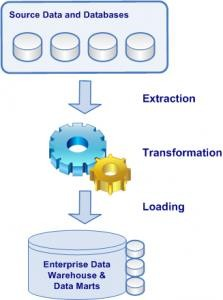 Source Data and Databases
Extraction
Transformation
Loading
Enterprise Data
Warehouse &
Data Marts